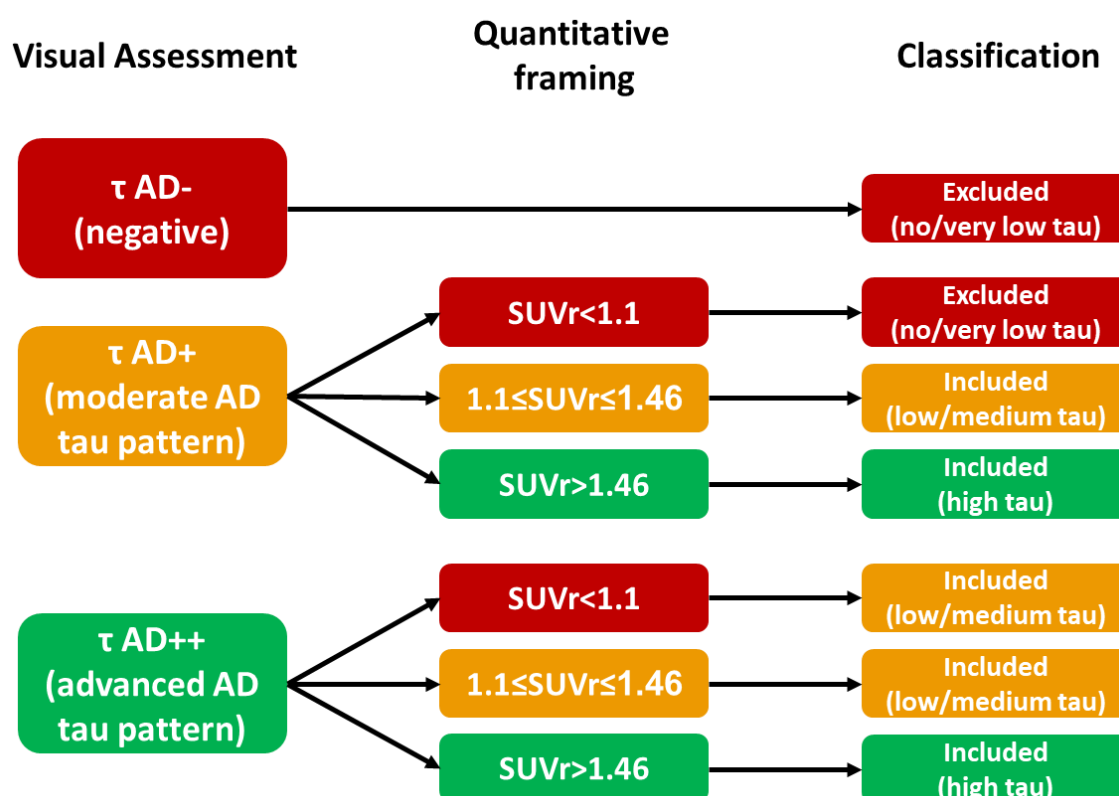 Visual Assessment
Quantitative
framing
Classification
τ AD-
(negative)
Excluded
(no/very low tau)
τ AD+
(moderate AD
tau pattern)
SUVr<1.1
Excluded
(no/very low tau)
1.1≤SUVr≤1.46
Included
(low/medium tau)
SUVr>1.46
Included
(high tau)
τ AD++
(advanced AD
tau pattern)
SUVr<1.1
Included
(low/medium tau)
1.1≤SUVr≤1.46
Included
(low/medium tau)
SUVr>1.46
Included
(high tau)